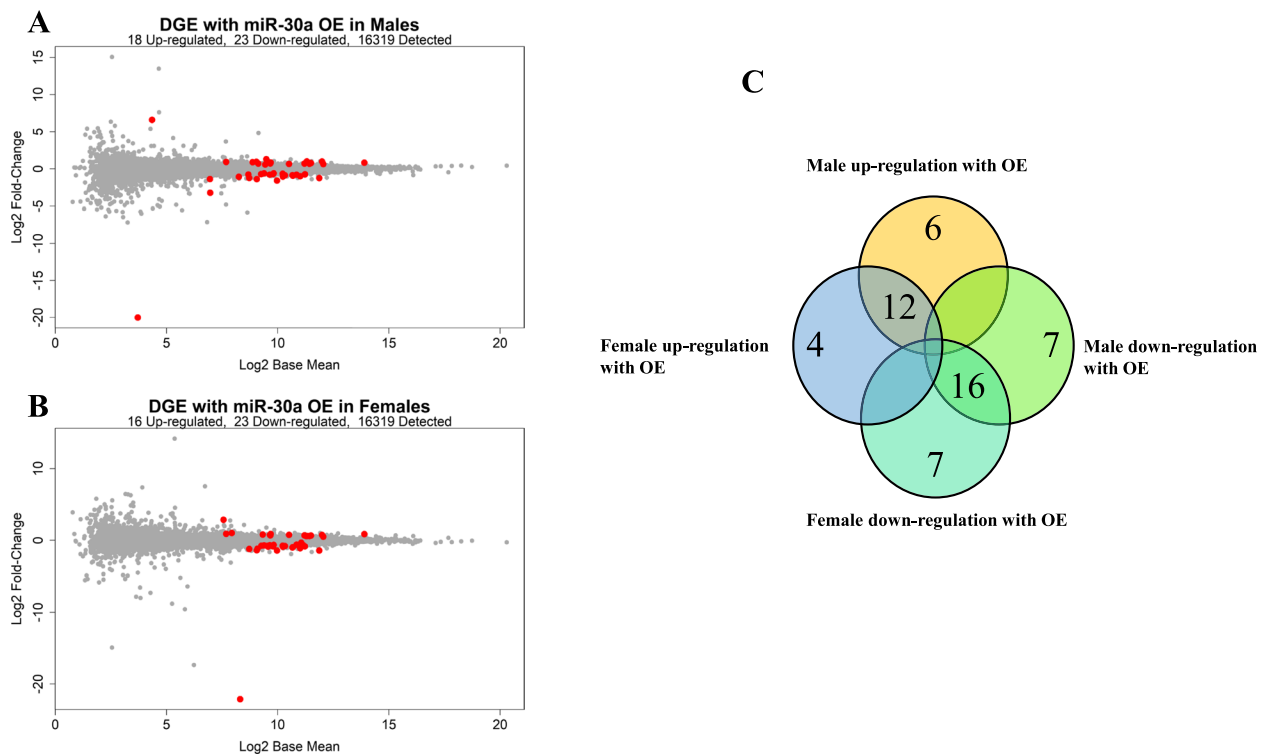 A
DGE with miR-30a OE in Males
18 Up-regulated, 23 Down-regulated, 16319 Detected
15
10
5
0
-5
-10
-15
-20
Log2 Fold-Change
0
5
10
15
20
Log2 Base Mean
B
DGE with miR-30a OE in Females
16 Up-regulated, 23 Down-regulated, 16319 Detected
10
0
-10
-20
Log2 Fold-Change
0
5
10
15
20
Log2 Base Mean
C
Male up-regulation with OE
6
12
4
7
16
7
Female up-regulation
with OE
Male down-regulation
with OE
Female down-regulation with OE